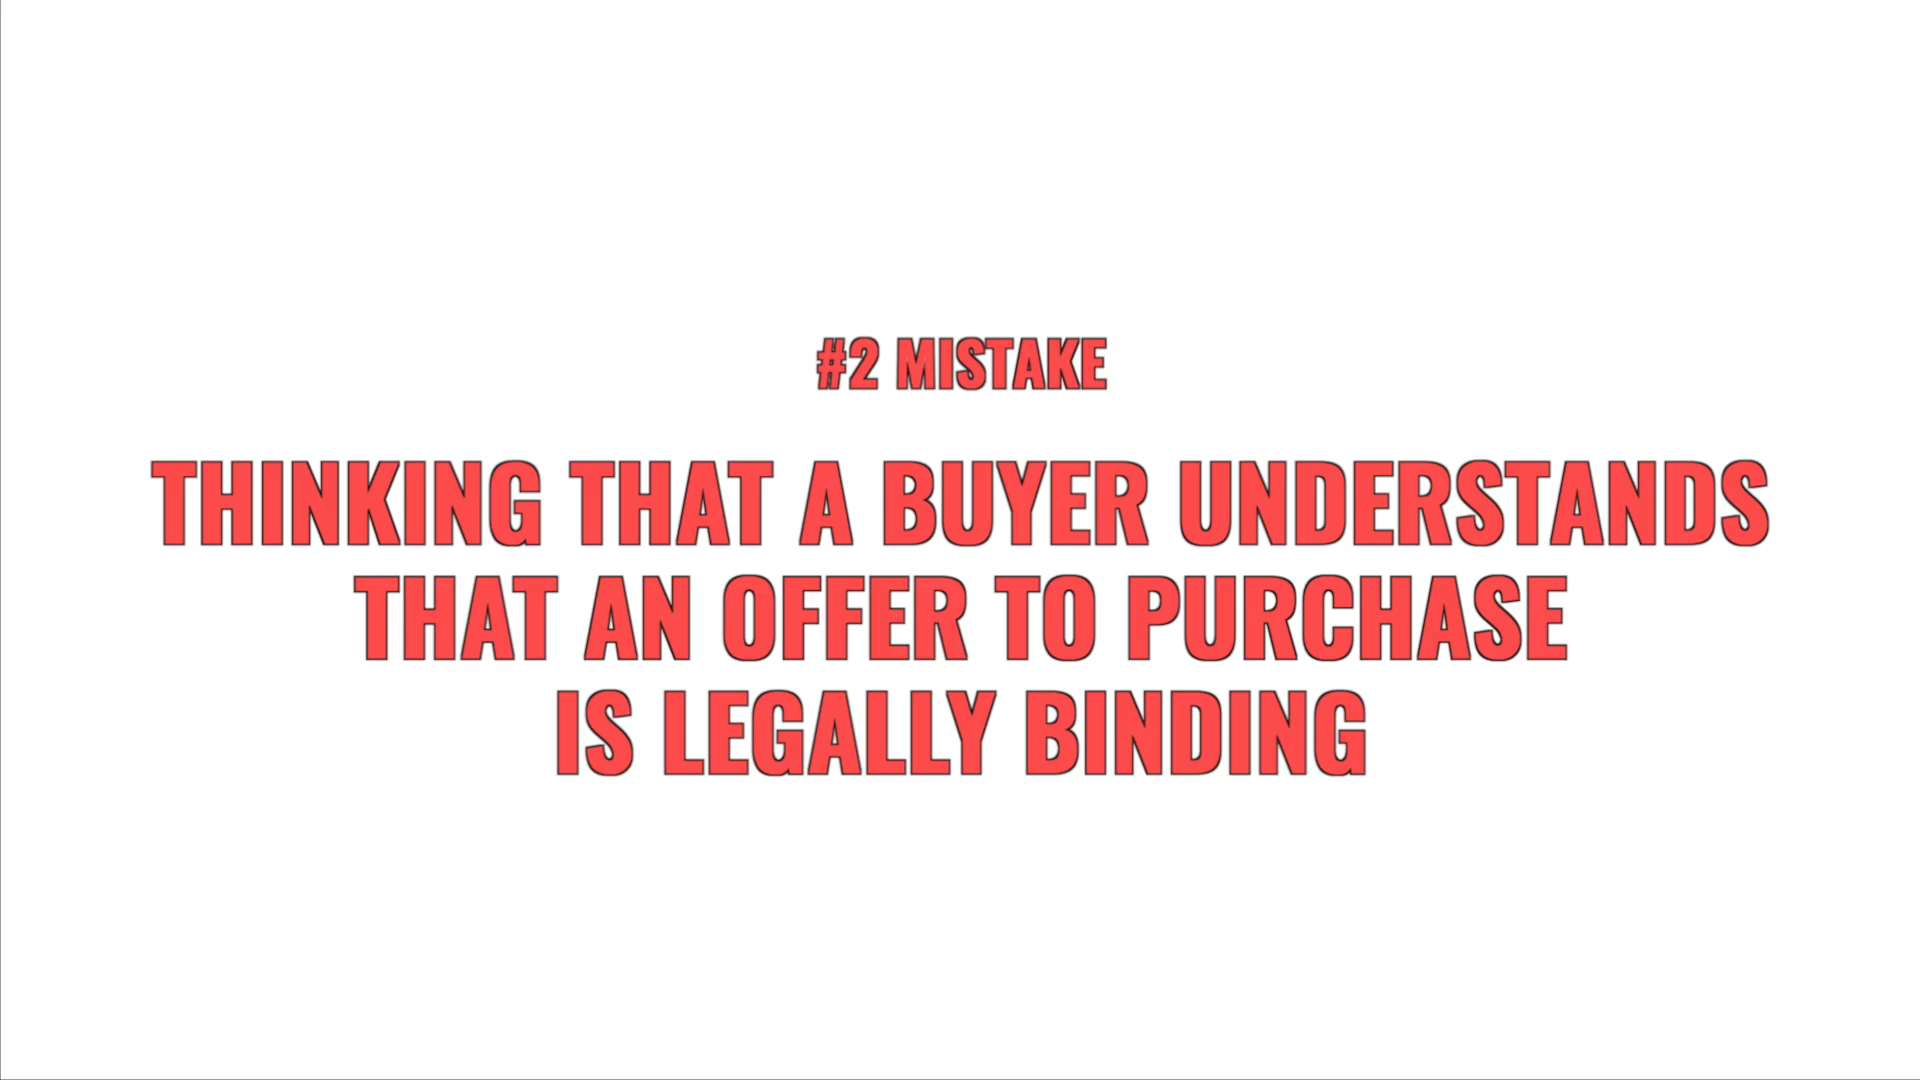 #2 MISTAKE
THINKING THAT A BUYER UNDERSTANDS
THAT AN OFFER TO PURCHASE
IS LEGALLY BINDING